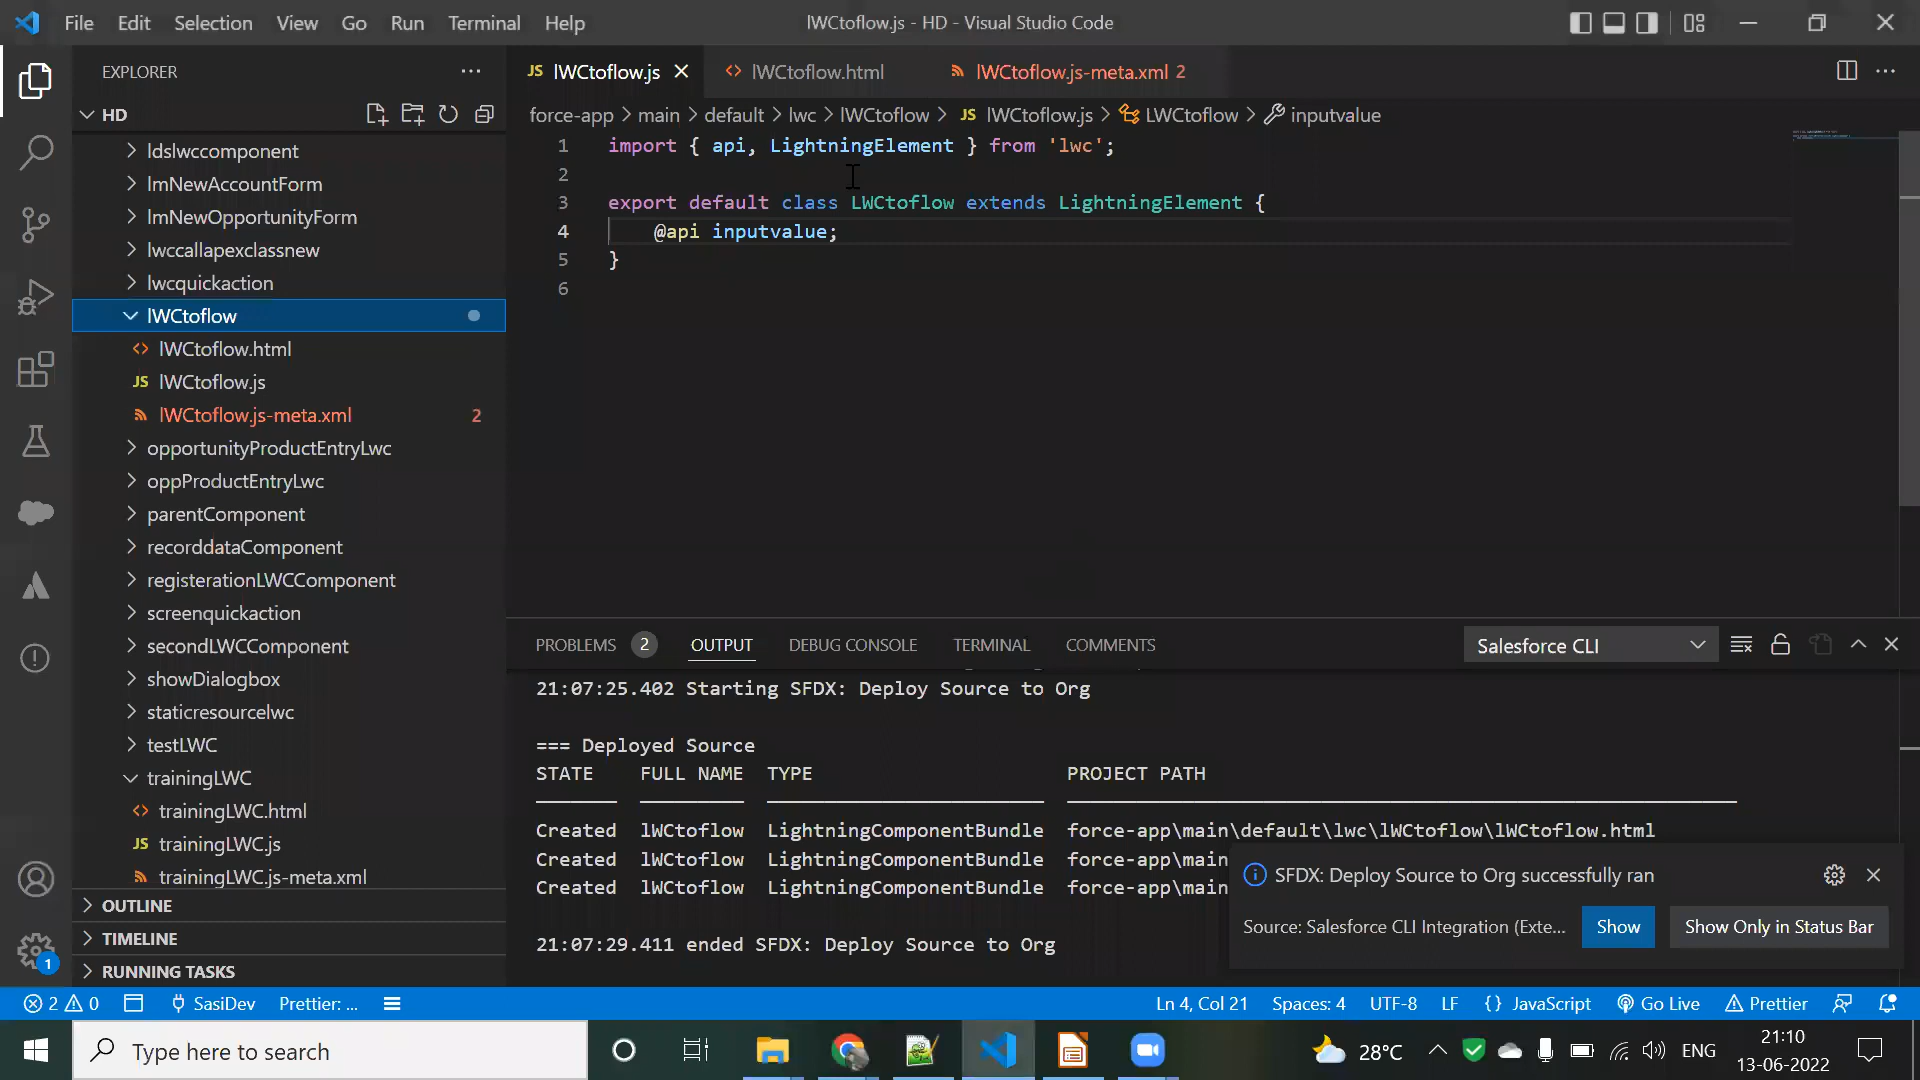 File Edit Selection View Go Run Terminal Help
lWCtoflow.js - HD - Visual Studio Code
EXPLORER
HD
ldslwccomponent
lmNewAccountForm
lmNewOpportunityForm
lwccallapexclassnew
lwcquickaction
lWCtoflow
lWCtoflow.html
JS lWCtoflow.js
lWCtoflow.js-meta.xml 2
opportunityProductEntryLwc
oppProductEntryLwc
parentComponent
recorddataComponent
registerationLWCComponent
screenquickaction
secondLWCComponent
showDialogbox
staticresourcelwc
testLWC
trainingLWC
trainingLWC.html
JS trainingLWC.js
trainingLWC.js-meta.xml
OUTLINE
TIMELINE
RUNNING TASKS
1
JS lWCtoflow.js
lWCtoflow.html
lWCtoflow.js-meta.xml 2
force-app > main > default > lwc > lWCtoflow > JS lWCtoflow.js > LWCtoflow > inputvalue
1 import { api, LightningElement } from 'lwc';
2
3 export default class LWCtoflow extends LightningElement {
4 @api inputvalue;
5 }
6
PROBLEMS 2 OUTPUT DEBUG CONSOLE TERMINAL COMMENTS
Salesforce CLI
21:07:25.402 Starting SFDX: Deploy Source to Org
=== Deployed Source
STATE FULL NAME TYPE PROJECT PATH
Created lWCtoflow LightningComponentBundle force-app\main\default\lwc\lWCtoflow\lWCtoflow.html
Created lWCtoflow LightningComponentBundle force-app\main
Created lWCtoflow LightningComponentBundle force-app\main
21:07:29.411 ended SFDX: Deploy Source to Org
SFDX: Deploy Source to Org successfully ran
Source: Salesforce CLI Integration (Exte...
Show
Show Only in Status Bar
2 0 SasiDev Prettier: ...
Ln 4, Col 21 Spaces: 4 UTF-8 LF {} JavaScript Go Live Prettier
Type here to search
28°C
ENG
21:10
13-06-2022